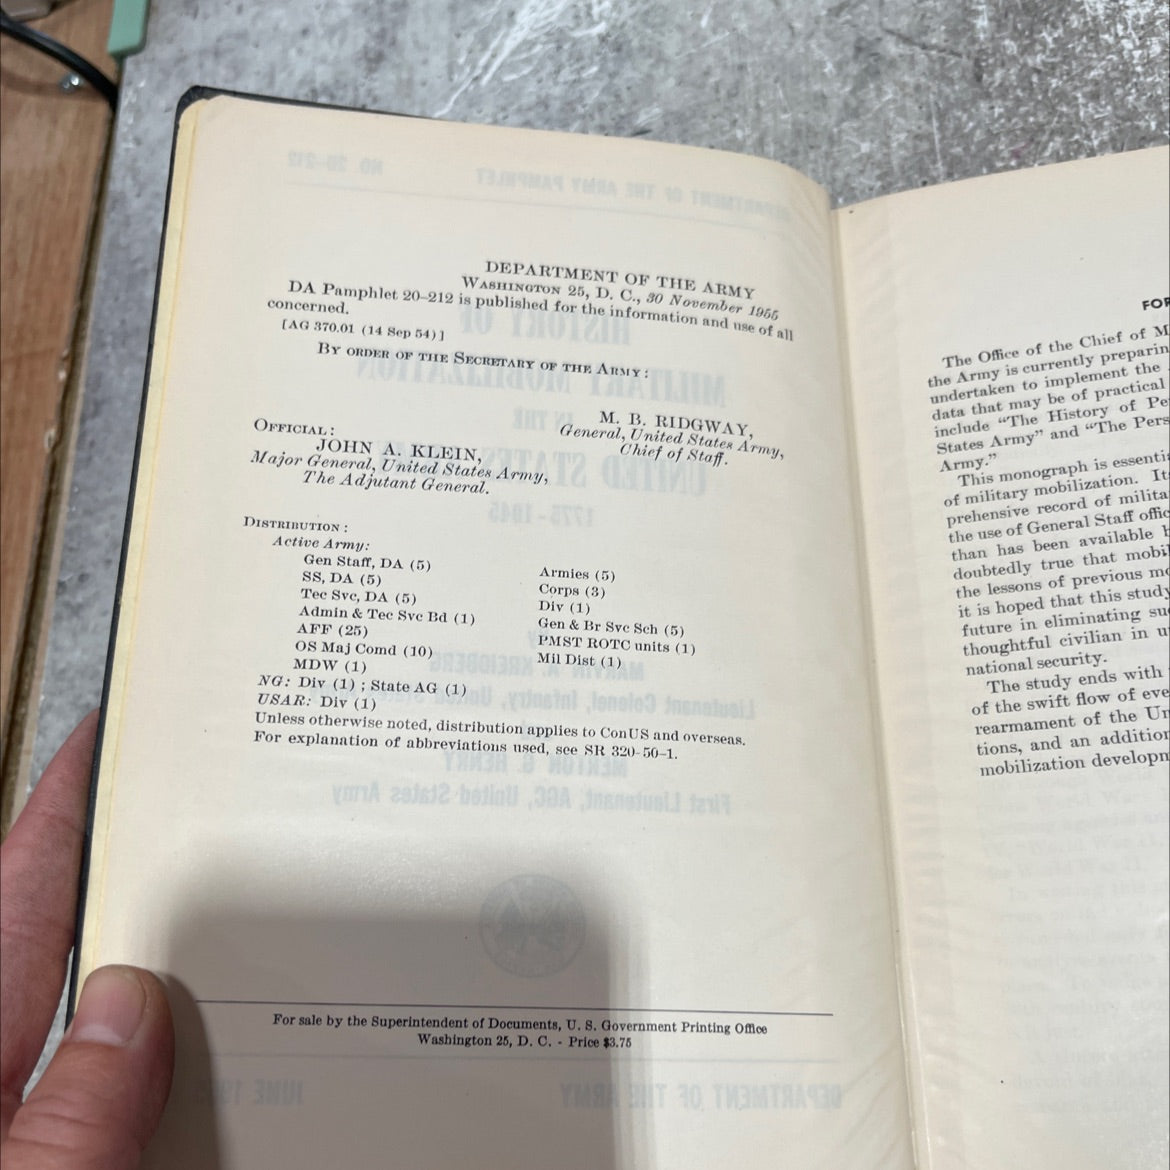 DEPARTMENT OF THE ARMY
WASHINGTON 25, D. C., 30 November 1955
DA Pamphlet 20–212 is published for the information and use of all
concerned.
[AG 370.01 (14 Sep 54)]
BY ORDER OF THE SECRETARY OF THE ARMY:
M. B. RIDGWAY,
General, United States Army,
Chief of Staff.
OFFICIAL:
JOHN A. KLEIN,
Major General, United States Army,
The Adjutant General.
DISTRIBUTION:
Active Army:
Gen Staff, DA (5)
SS, DA (5)
Tec Svc, DA (5)
Admin & Tec Svc Bd (1)
AFF (25)
OS Maj Comd (10)
MDW (1)
Armies (5)
Corps (3)
Div (1)
Gen & Br Svc Sch (5)
PMST ROTC units (1)
Mil Dist (1)
NG: Div (1); State AG (1)
USAR: Div (1)
Unless otherwise noted, distribution applies to ConUS and overseas.
For explanation of abbreviations used, see SR 320-50-1.
For sale by the Superintendent of Documents, U. S. Government Printing Office
Washington 25, D. C. - Price $3.75
FOR
The Office of the Chief of M
the Army is currently preparin
undertaken to implement the
data that may be of practical
include "The History of Pe
States Army" and "The Pers
Army."
This monograph is essentia
of military mobilization. It
prehensive record of milita
the use of General Staff offic
than has been available b
doubtedly true that mobil
the lessons of previous mo
it is hoped that this study
future in eliminating su
thoughtful civilian in u
national security.
The study ends with
of the swift flow of eve
rearmament of the Un
tions, and an addition
mobilization developm